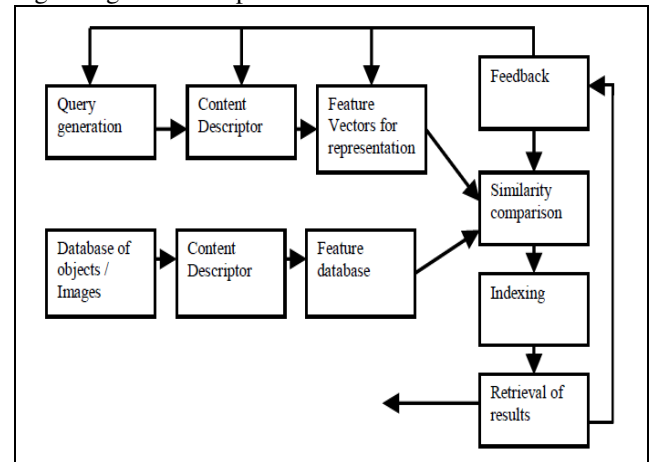 Query
generation
Content
Descriptor
Feature
Vectors for
representation
Feedback
Similarity
comparison
Database of
objects /
Images
Content
Descriptor
Feature
database
Indexing
Retrieval of
results